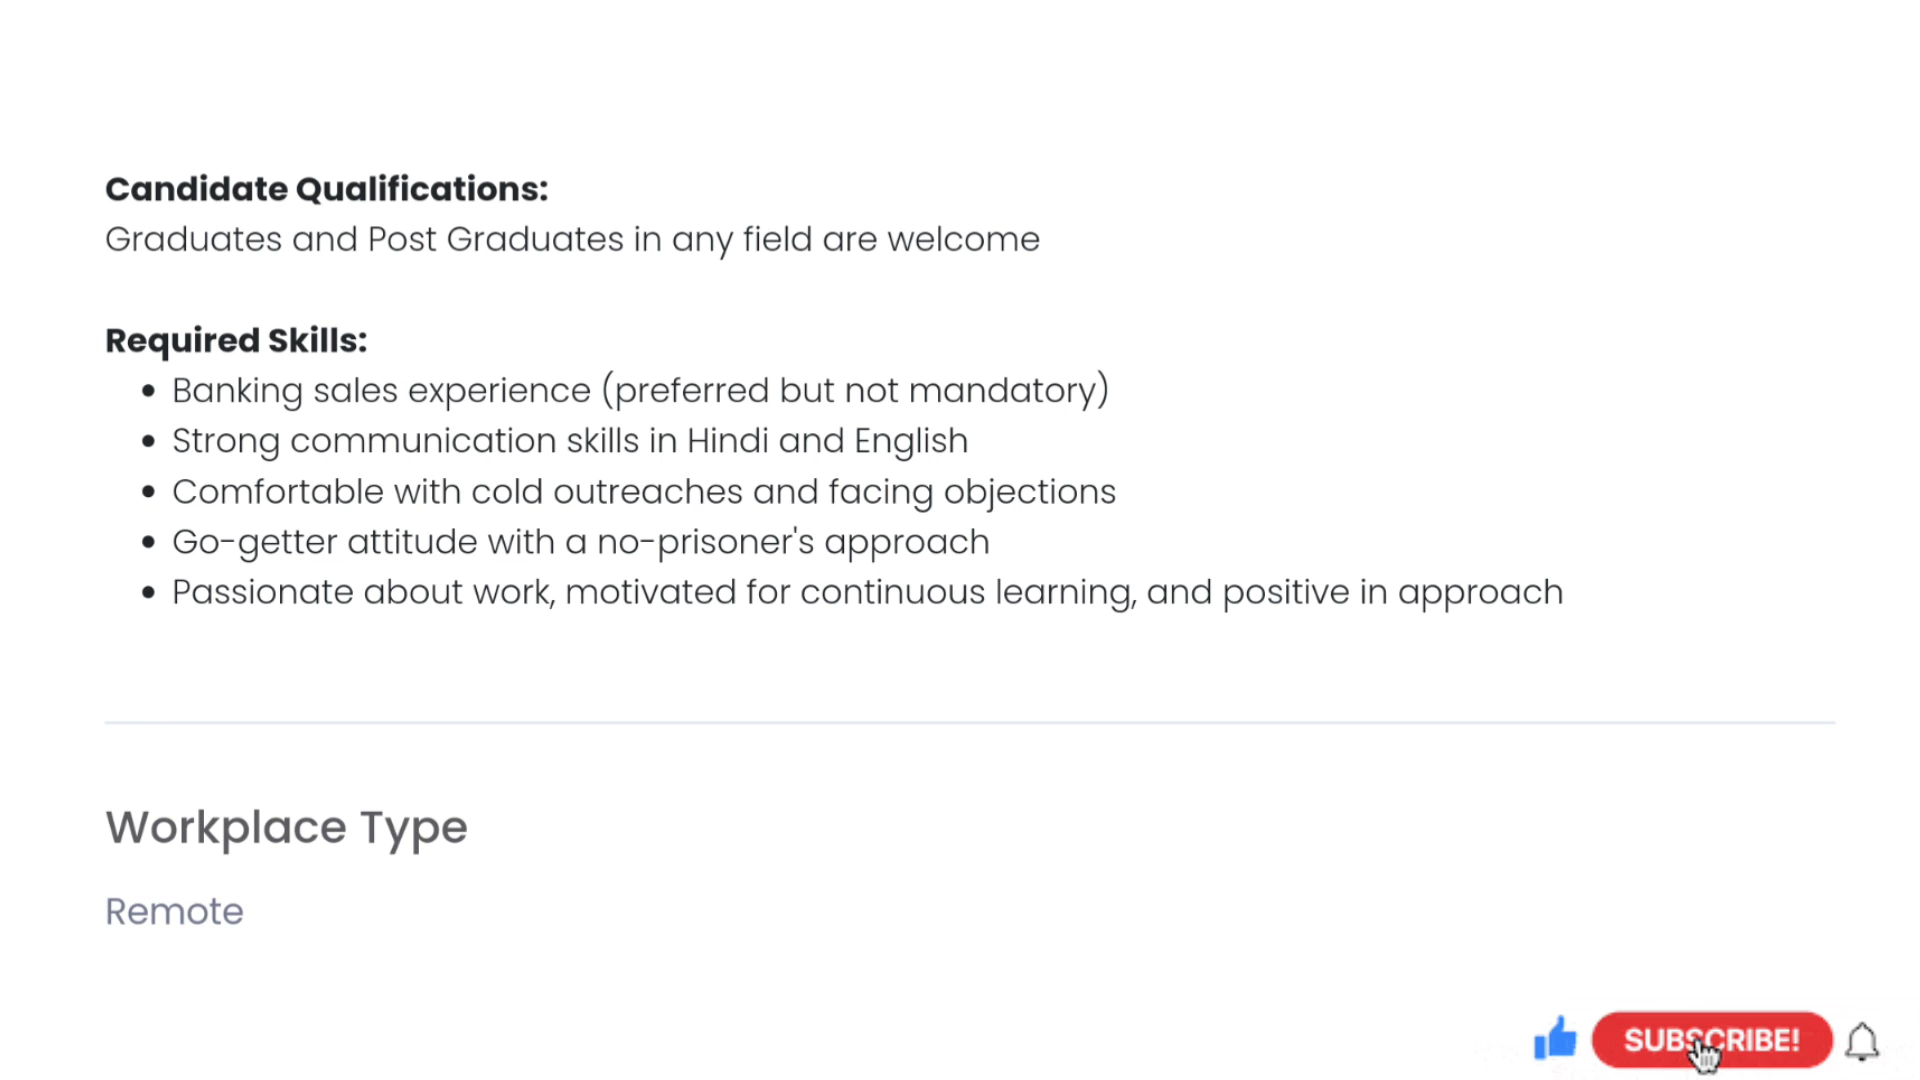 Candidate Qualifications:
Graduates and Post Graduates in any field are welcome
Required Skills:
• Banking sales experience (preferred but not mandatory)
• Strong communication skills in Hindi and English
• Comfortable with cold outreaches and facing objections
• Go-getter attitude with a no-prisoner's approach
• Passionate about work, motivated for continuous learning, and positive in approach
Workplace Type
Remote
SUBSCRIBE!